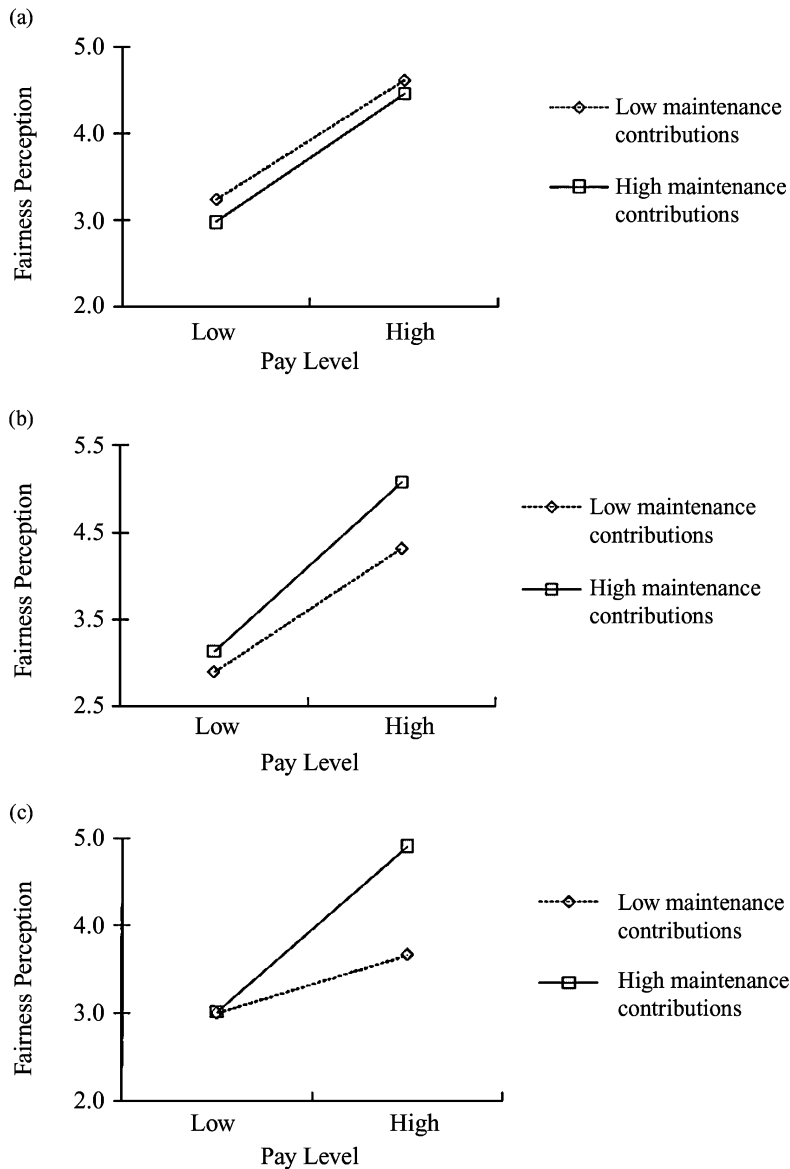 (a)
5.0
4.0
3.0
2.0
Fairness Perception
Low
High
Pay Level
Low maintenance
contributions
High maintenance
contributions
(b)
5.5
4.5
3.5
2.5
Fairness Perception
Low
High
Pay Level
Low maintenance
contributions
High maintenance
contributions
(c)
5.0
4.0
3.0
2.0
Fairness Perception
Low
High
Pay Level
Low maintenance
contributions
High maintenance
contributions